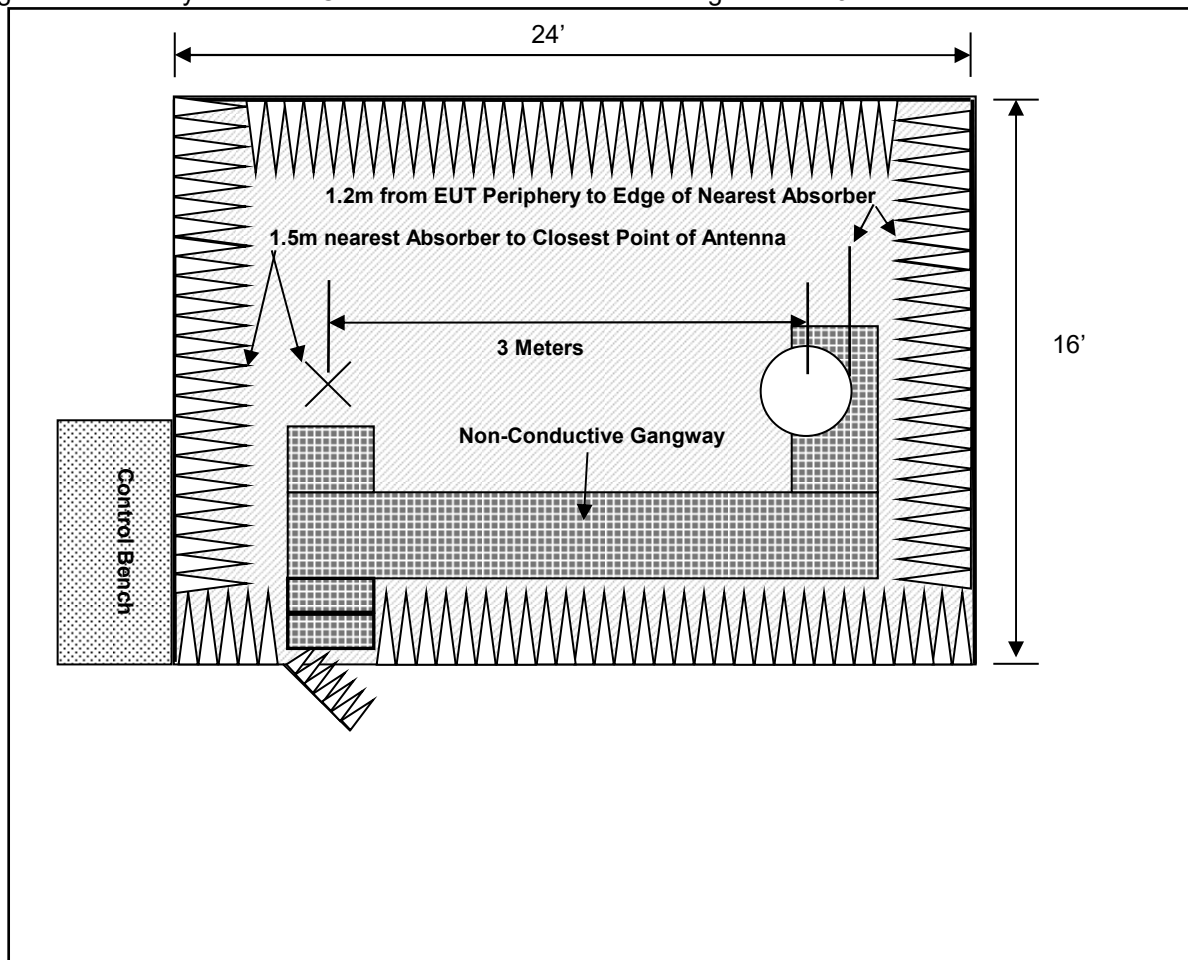 24’
1.2m from EUT Periphery to Edge of Nearest Absorber
1.5m nearest Absorber to Closest Point of Antenna
3 Meters
16’
Non-Conductive Gangway
Control Bench